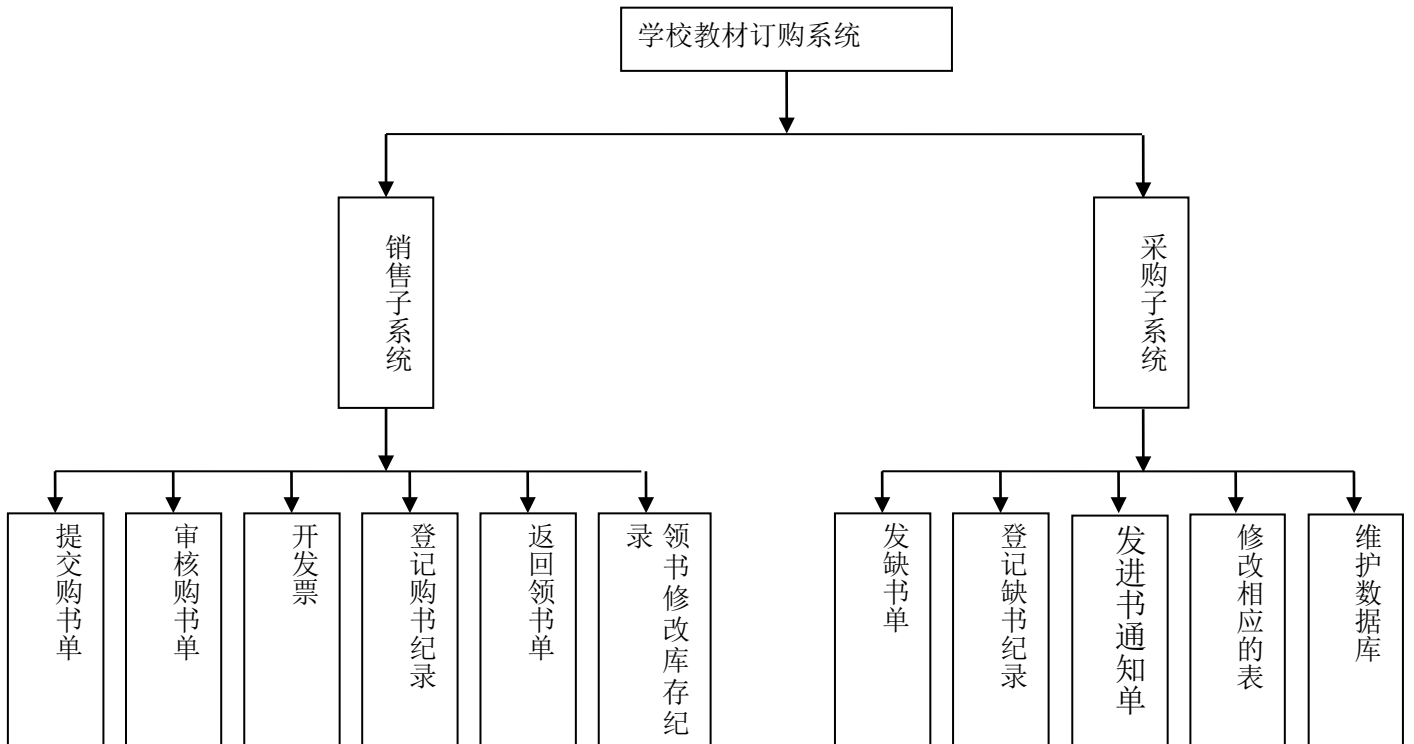 学校教材订购系统
销售子系统
采购子系统
提交购书单
审核购书单
开发票
登记购书纪录
返回领书单
领书修改库存纪
录
发缺书单
登记缺书纪录
发进书通知单
修改相应的表
维护数据库